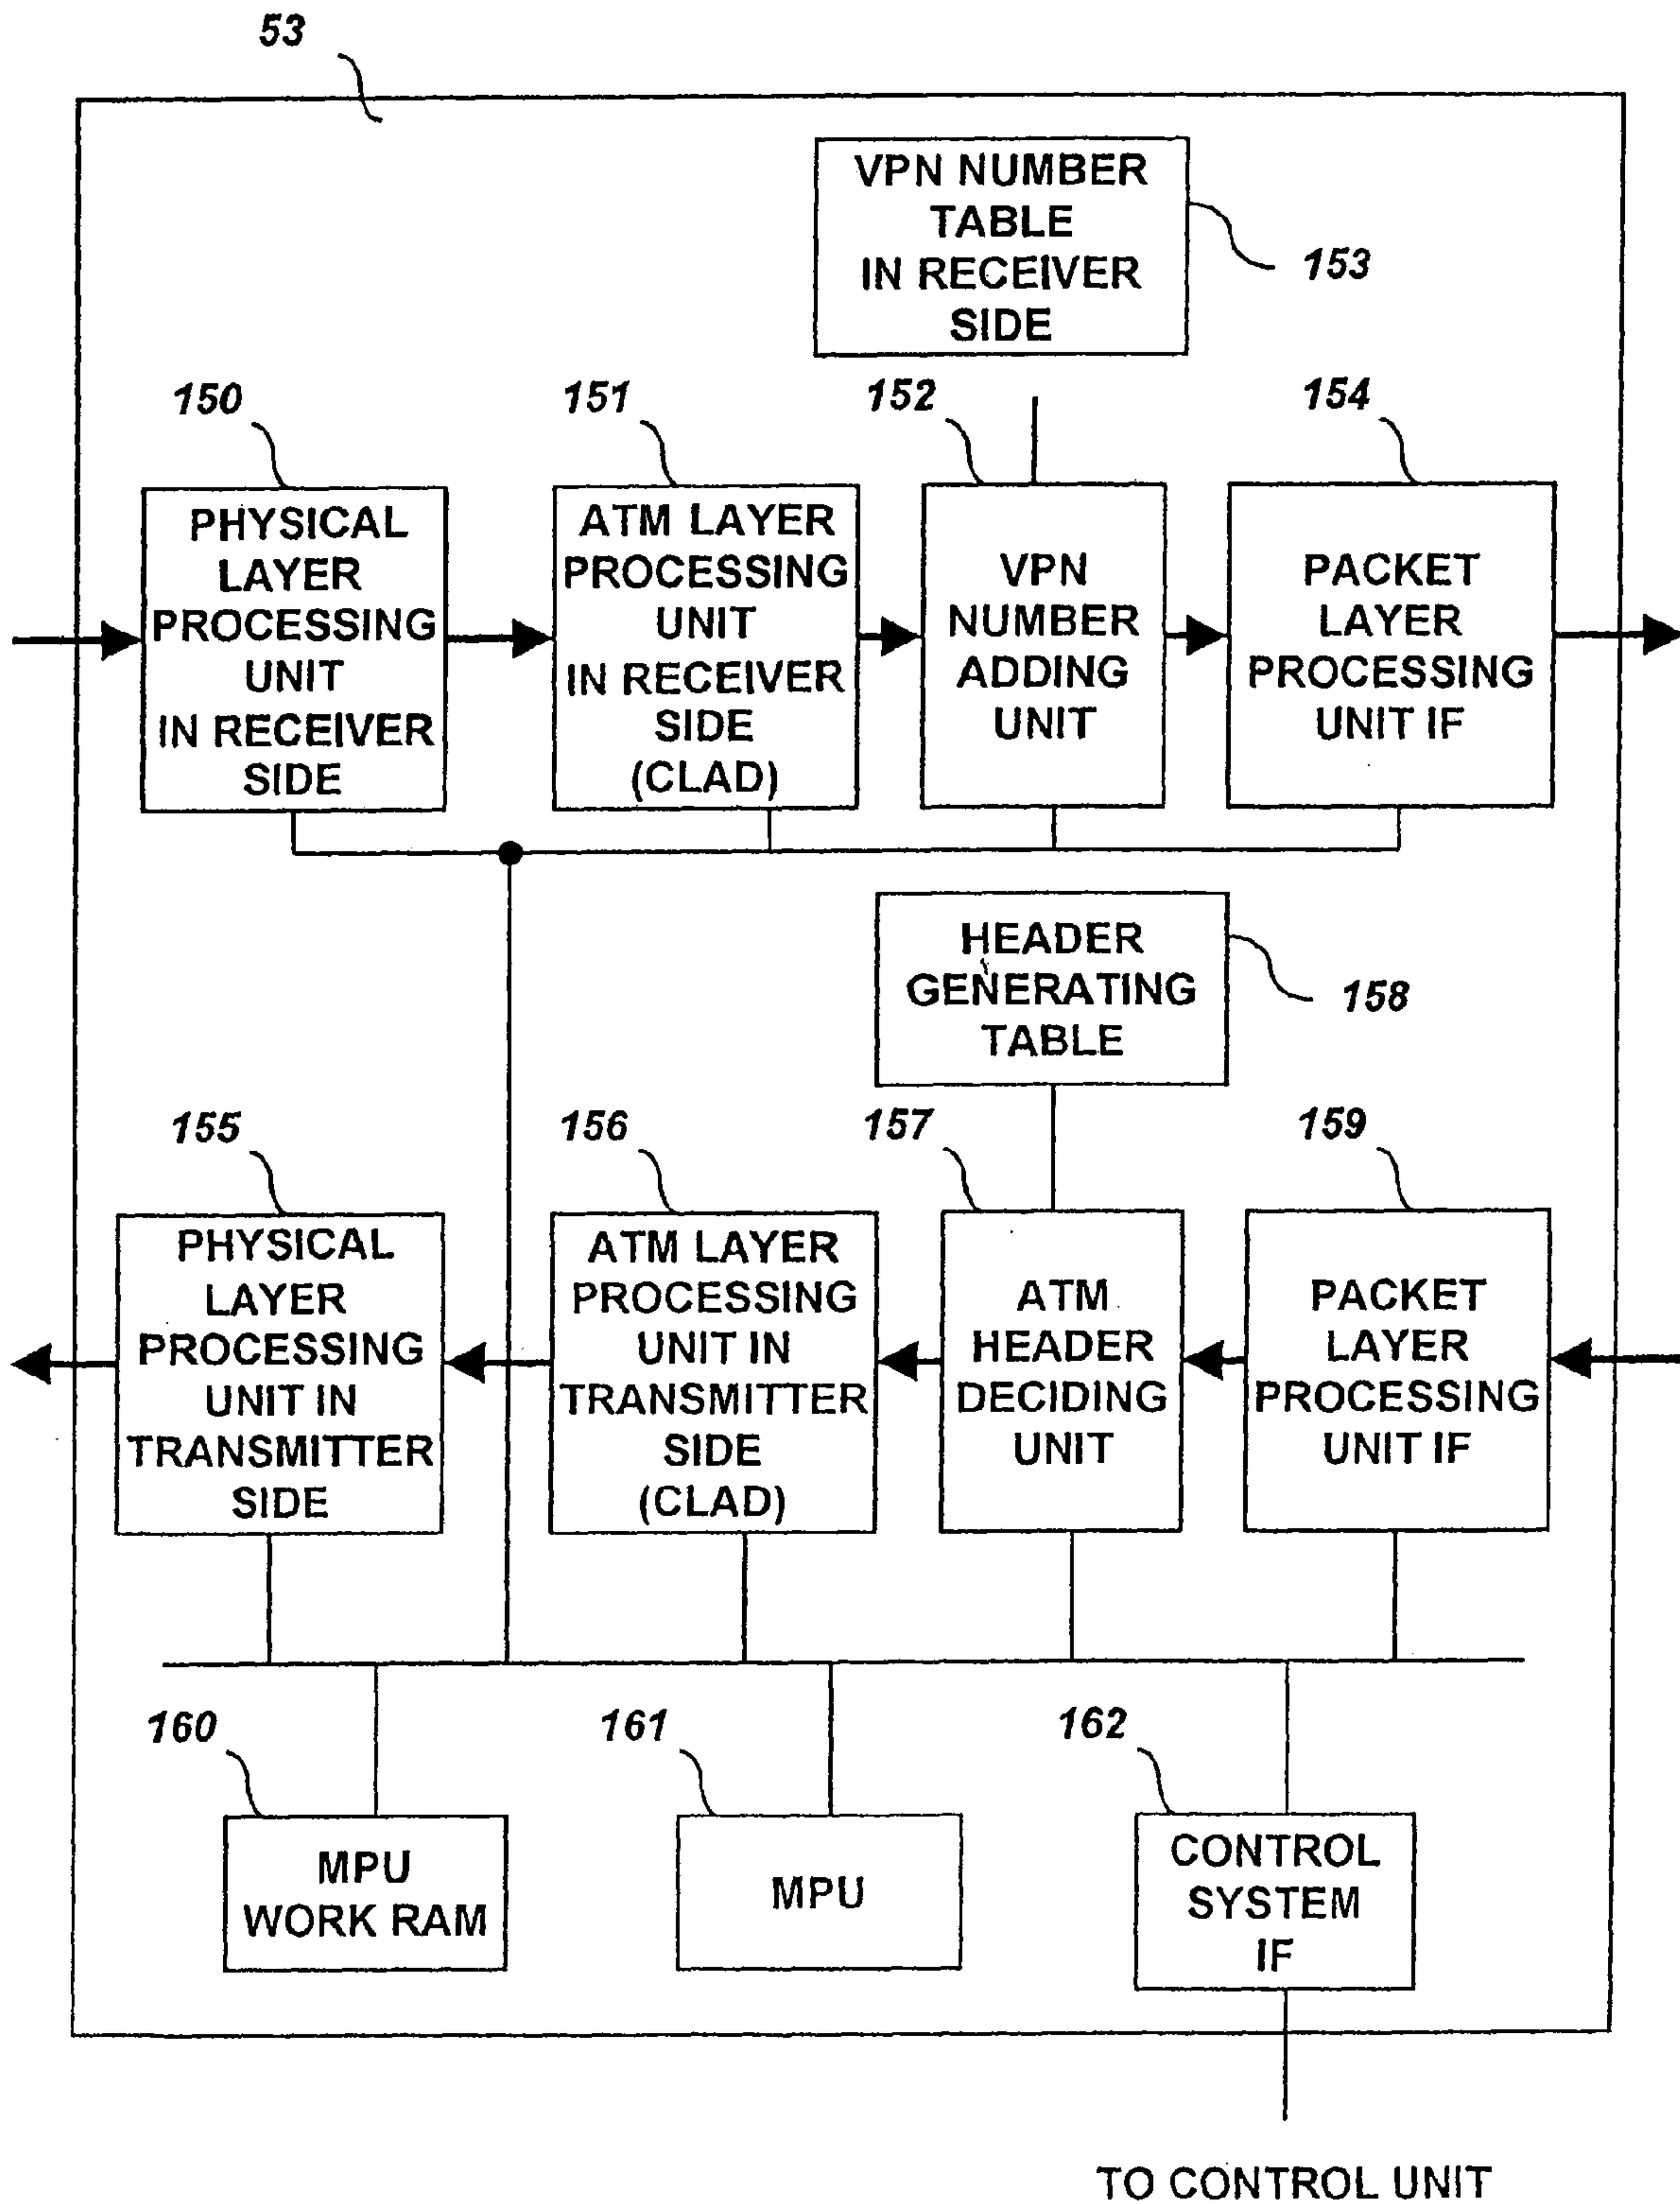 53
VPN NUMBER
TABLE
IN RECEIVER
SIDE
153
150
151
152
154
PHYSICAL
LAYER
PROCESSING
UNIT
IN RECEIVER
SIDE
ATM LAYER
PROCESSING
UNIT
IN RECEIVER
SIDE
(CLAD)
VPN
NUMBER
ADDING
UNIT
PACKET
LAYER
PROCESSING
UNIT IF
HEADER
GENERATING
TABLE
158
155
156
157
159
PHYSICAL
LAYER
PROCESSING
UNIT IN
TRANSMITTER
SIDE
ATM LAYER
PROCESSING
UNIT IN
TRANSMITTER
SIDE
(CLAD)
ATM
HEADER
DECIDING
UNIT
PACKET
LAYER
PROCESSING
UNIT IF
160
161
162
MPU
WORK RAM
MPU
CONTROL
SYSTEM
IF
TO CONTROL UNIT